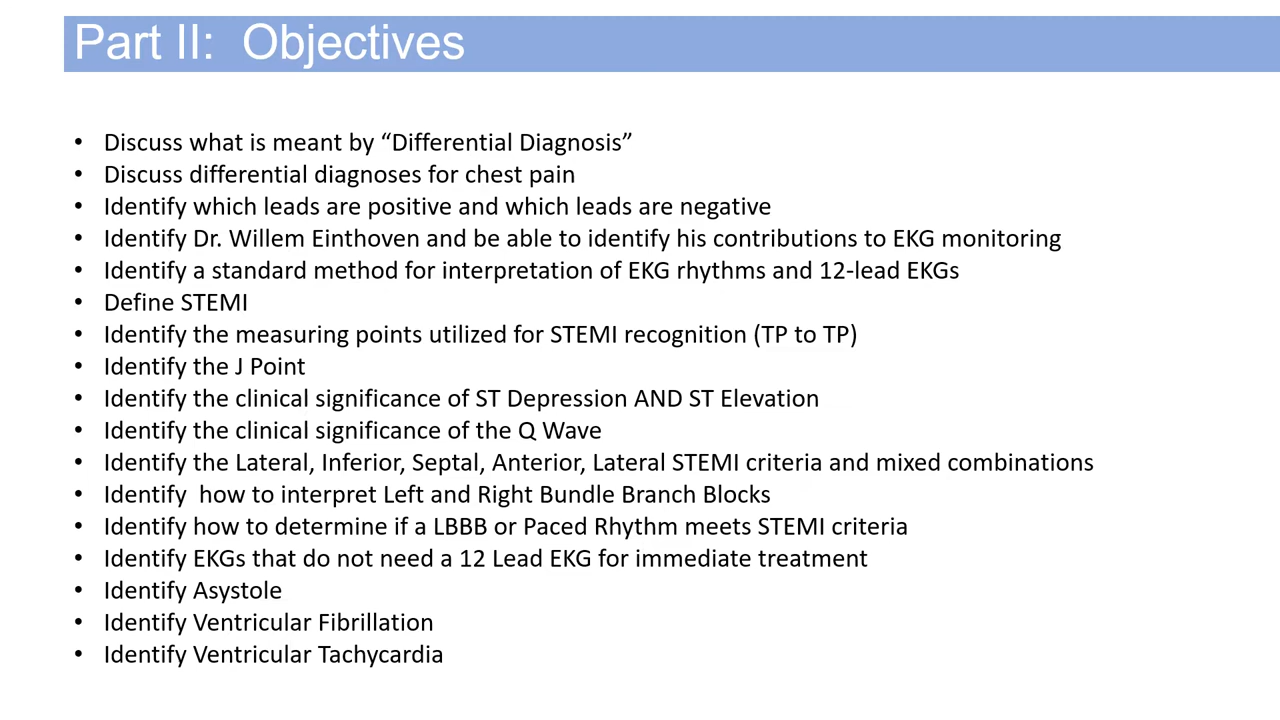 Part II:  Objectives
• Discuss what is meant by “Differential Diagnosis”
• Discuss differential diagnoses for chest pain
• Identify which leads are positive and which leads are negative
• Identify Dr. Willem Einthoven and be able to identify his contributions to EKG monitoring
• Identify a standard method for interpretation of EKG rhythms and 12-lead EKGs
• Define STEMI
• Identify the measuring points utilized for STEMI recognition (TP to TP)
• Identify the J Point
• Identify the clinical significance of ST Depression AND ST Elevation
• Identify the clinical significance of the Q Wave
• Identify the Lateral, Inferior, Septal, Anterior, Lateral STEMI criteria and mixed combinations
• Identify  how to interpret Left and Right Bundle Branch Blocks
• Identify how to determine if a LBBB or Paced Rhythm meets STEMI criteria
• Identify EKGs that do not need a 12 Lead EKG for immediate treatment
• Identify Asystole
• Identify Ventricular Fibrillation
• Identify Ventricular Tachycardia